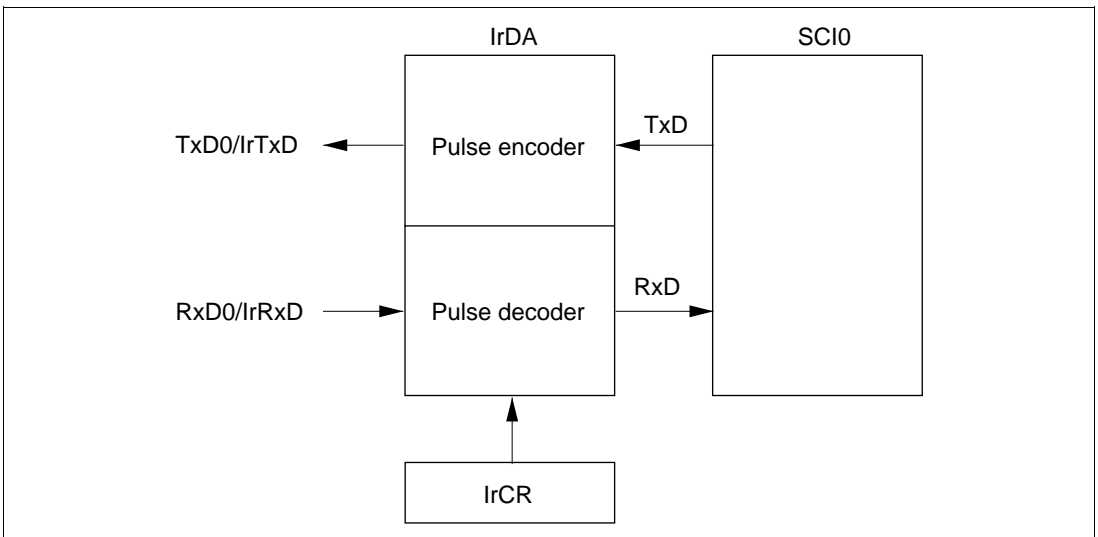 IrDA
SCI0
TxD0/IrTxD
Pulse encoder
TxD
RxD0/IrRxD
Pulse decoder
RxD
IrCR